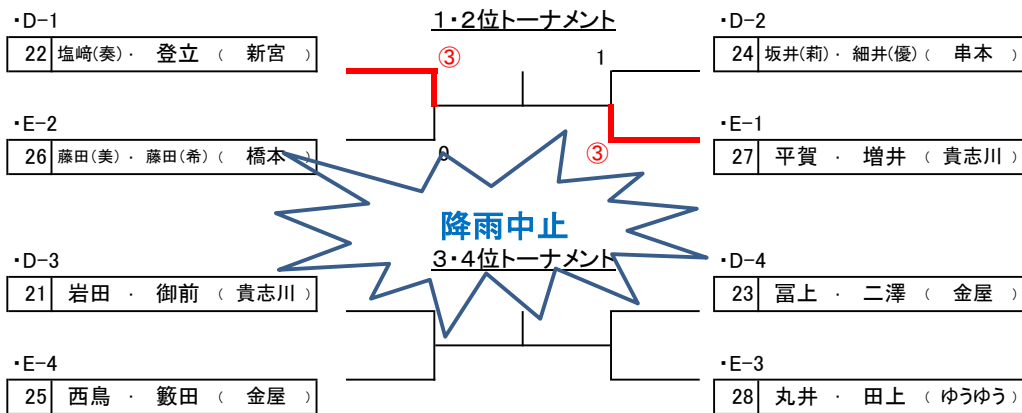 ・D-1
1・2位トーナメント
・D-2
22 塩﨑(奏)・ 登立 ( 新宮 )
③
1
24 坂井(莉)・ 細井(優)( 串本 )
・E-2
・E-1
26 藤田(美)・ 藤田(希)( 橋本 )
0
③
27 平賀 ・ 増井 ( 貴志川 )
降雨中止
・D-3
3・4位トーナメント
・D-4
21 岩田 ・ 御前 ( 貴志川 )
23 冨上 ・ 二澤 ( 金屋 )
・E-4
・E-3
25 西鳥 ・ 籔田 ( 金屋 )
28 丸井 ・ 田上 ( ゆうゆう )